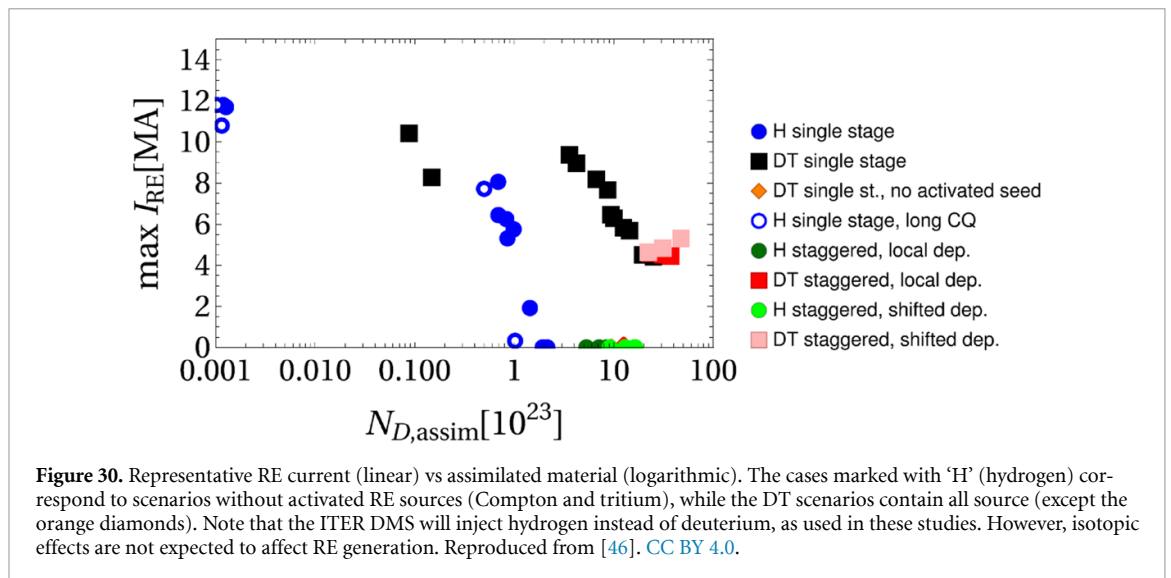 14
12
10
8
6
4
2
0
max I_RE[MA]
0.001 0.010 0.100 1 10 100
N_D,assim[10^23]
H single stage
DT single stage
DT single st., no activated seed
H single stage, long CQ
H staggered, local dep.
DT staggered, local dep.
H staggered, shifted dep.
DT staggered, shifted dep.
Figure 30. Representative RE current (linear) vs assimilated material (logarithmic). The cases marked with ‘H’ (hydrogen) cor-
respond to scenarios without activated RE sources (Compton and tritium), while the DT scenarios contain all source (except the
orange diamonds). Note that the ITER DMS will inject hydrogen instead of deuterium, as used in these studies. However, isotopic
effects are not expected to affect RE generation. Reproduced from [46]. CC BY 4.0.